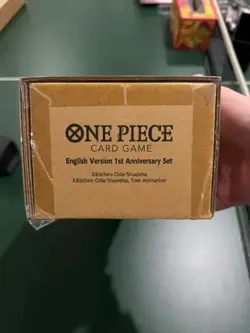 ONE PIECE
CARD GAME
English Version 1st Anniversary Set
©Eiichiro Oda/Shueisha
©Eiichiro Oda/Shueisha, Toei Animation